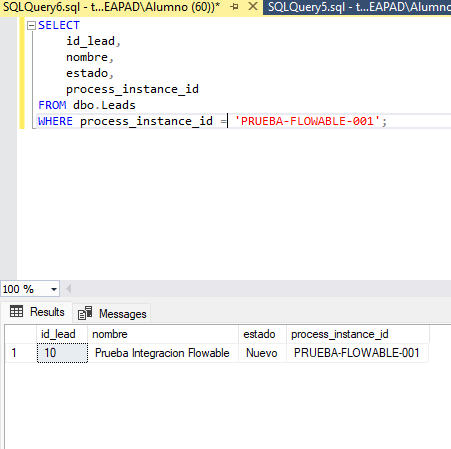 SQLQuery6.sql - t...EAPAD\Alumno (60))* SQLQuery5.sql - t...EAPAD\Alumno
SELECT
id_lead,
nombre,
estado,
process_instance_id
FROM dbo.Leads
WHERE process_instance_id = 'PRUEBA-FLOWABLE-001';
100 %
Results Messages
id_lead nombre estado process_instance_id
1 10 Prueba Integracion Flowable Nuevo PRUEBA-FLOWABLE-001